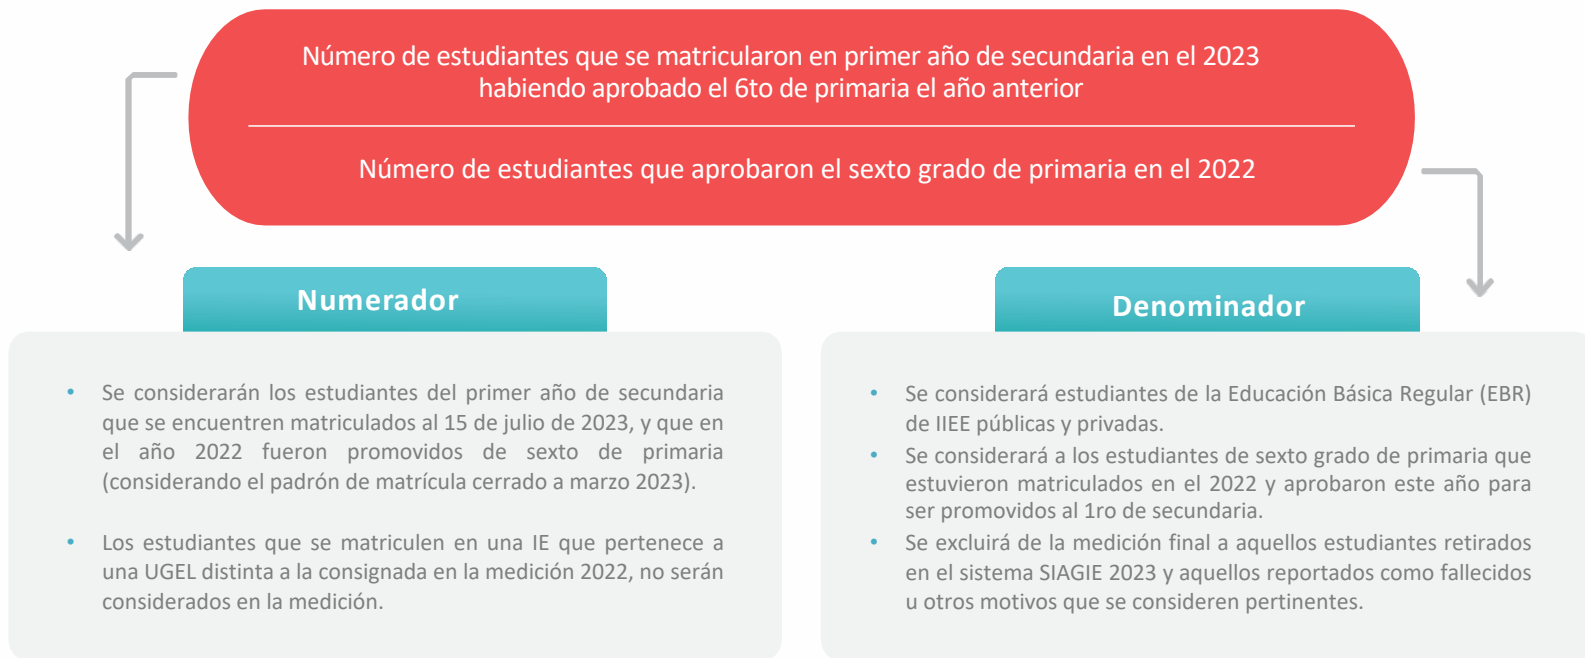 Número de estudiantes que se matricularon en primer año de secundaria en el 2023
habiendo aprobado el 6to de primaria el año anterior
Número de estudiantes que aprobaron el sexto grado de primaria en el 2022
Numerador
• Se considerarán los estudiantes del primer año de secundaria
que se encuentren matriculados al 15 de julio de 2023, y que en
el año 2022 fueron promovidos de sexto de primaria
(considerando el padrón de matrícula cerrado a marzo 2023).
• Los estudiantes que se matriculen en una IE que pertenece a
una UGEL distinta a la consignada en la medición 2022, no serán
considerados en la medición.
Denominador
• Se considerará estudiantes de la Educación Básica Regular (EBR)
de IIEE públicas y privadas.
• Se considerará a los estudiantes de sexto grado de primaria que
estuvieron matriculados en el 2022 y aprobaron este año para
ser promovidos al 1ro de secundaria.
• Se excluirá de la medición final a aquellos estudiantes retirados
en el sistema SIAGIE 2023 y aquellos reportados como fallecidos
u otros motivos que se consideren pertinentes.